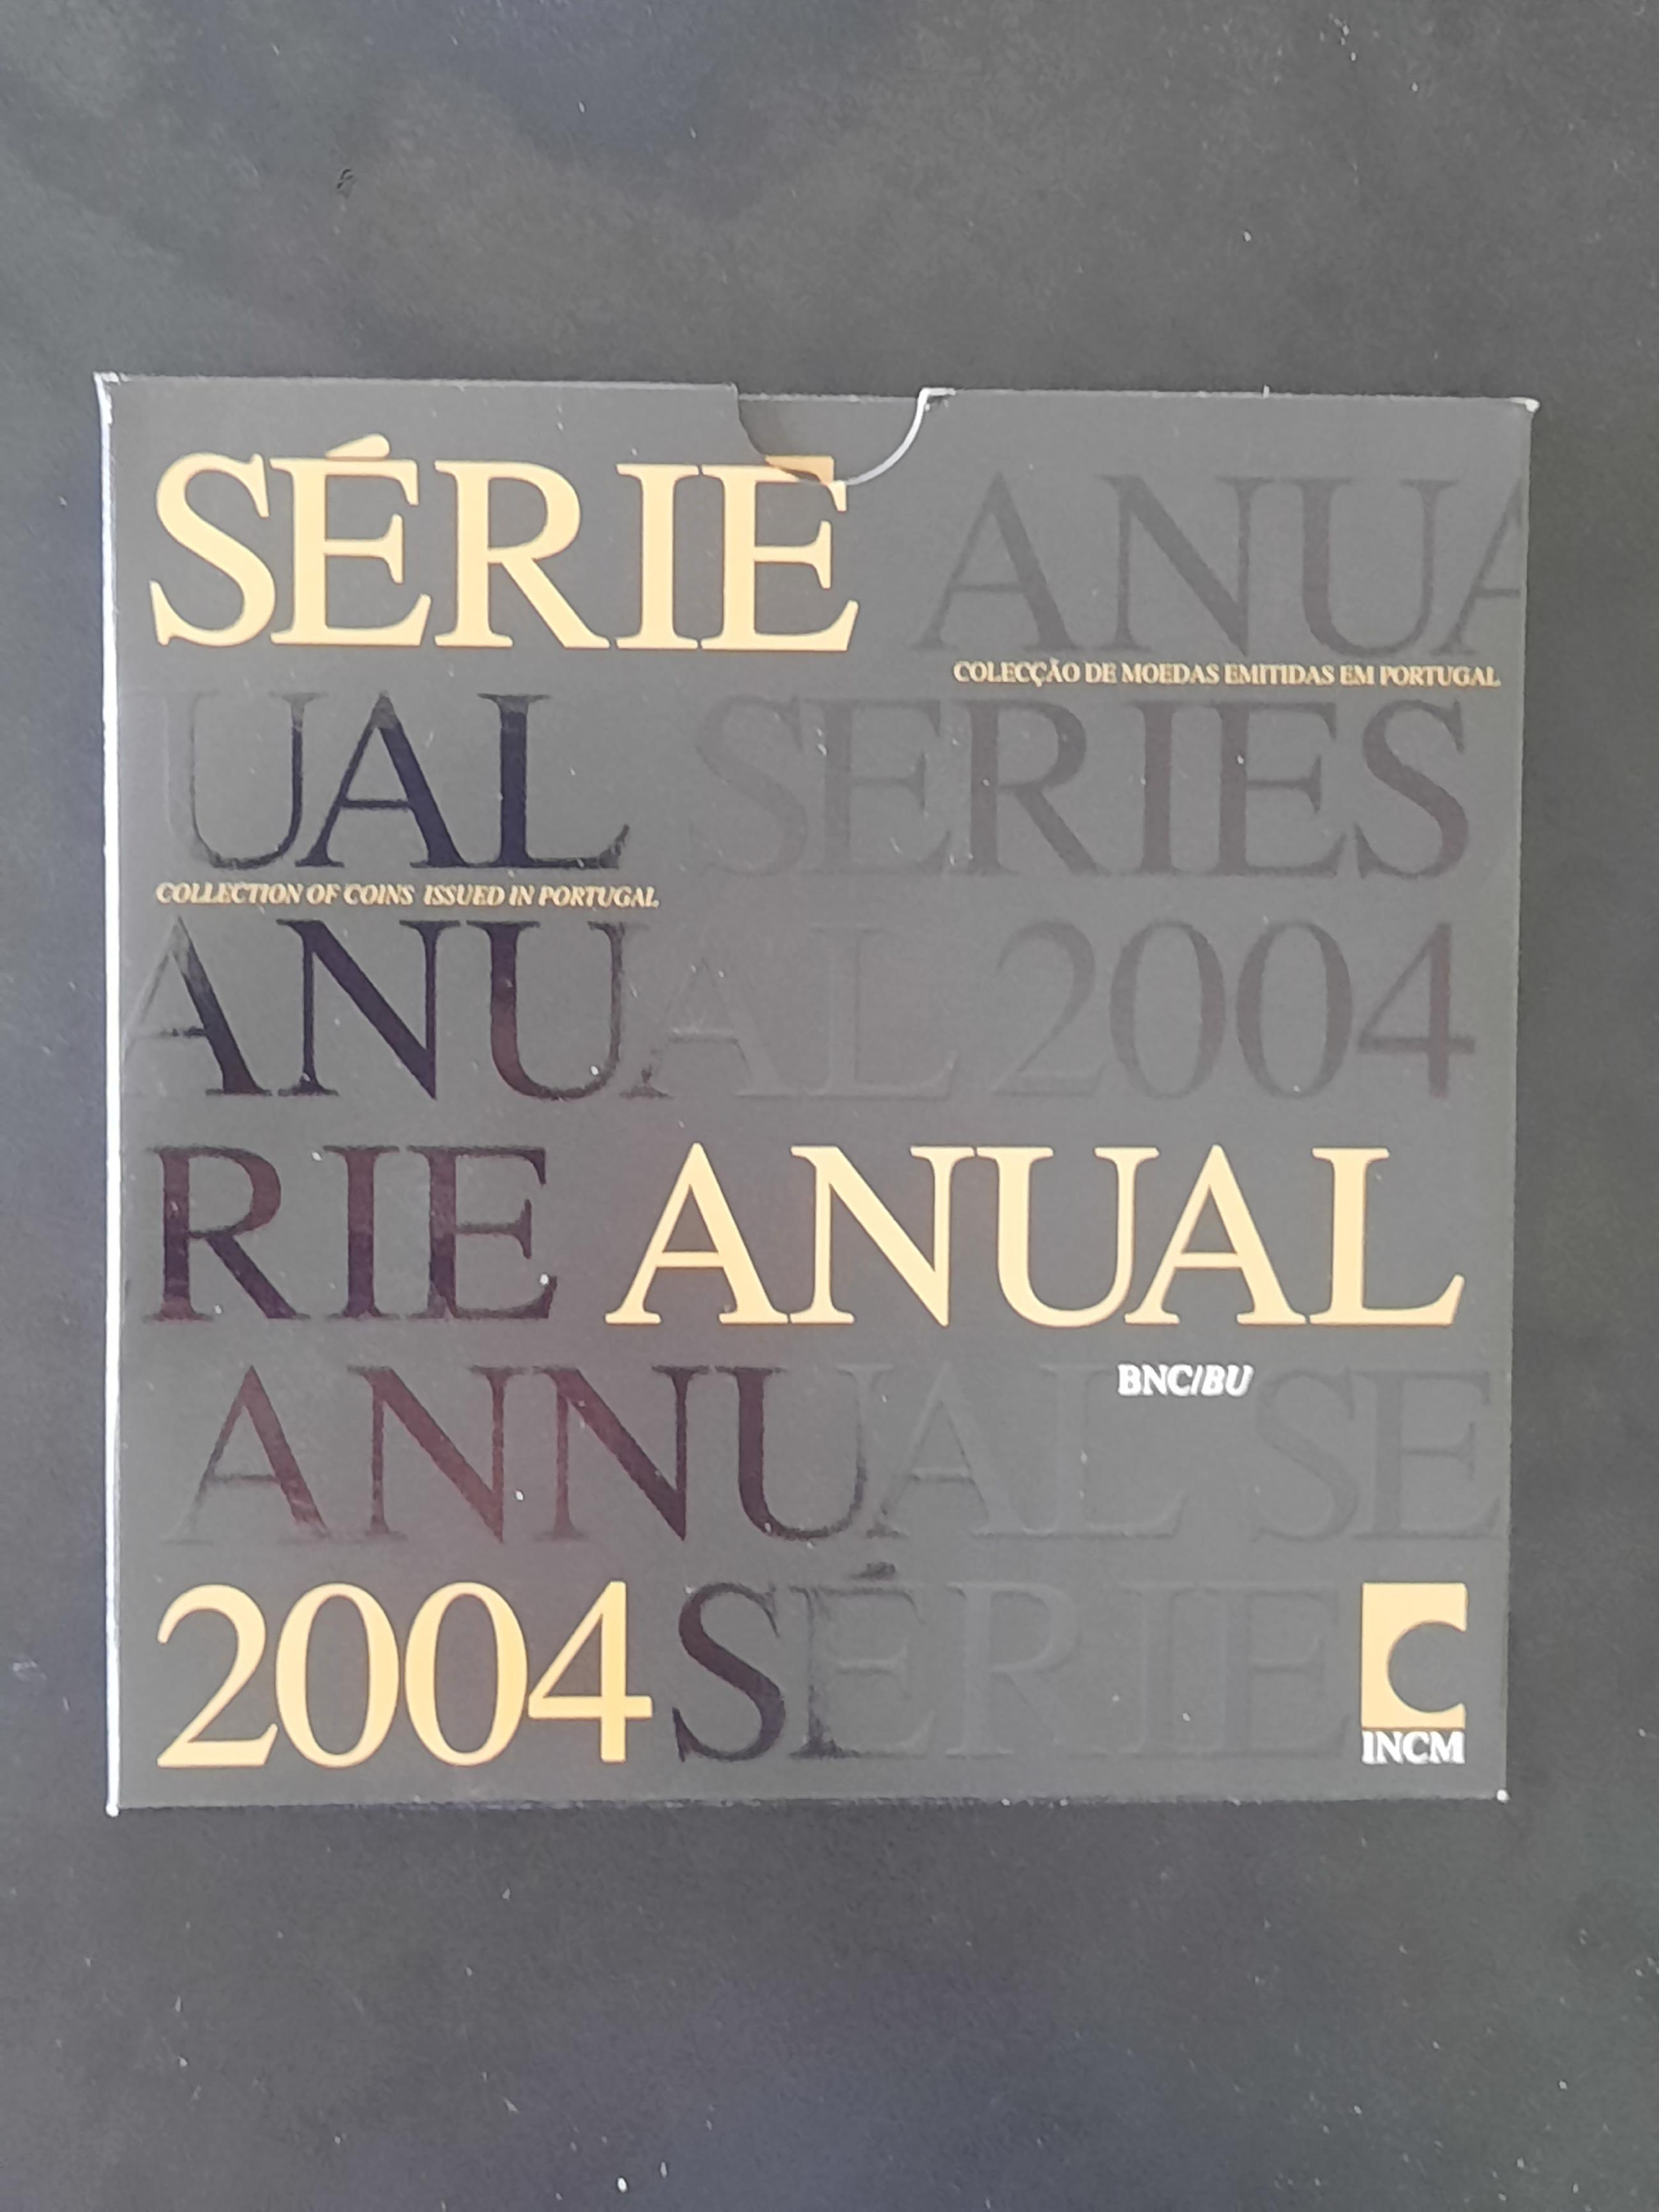 SÉRIE ANUA
COLECÇÃO DE MOEDAS EMITIDAS EM PORTUGAL
UAL SERIES
COLLECTION OF COINS ISSUED IN PORTUGAL
ANUAL 2004
RIE ANUAL
BNC/BU
ANNUAL SE
2004 SÉRIE
INCM